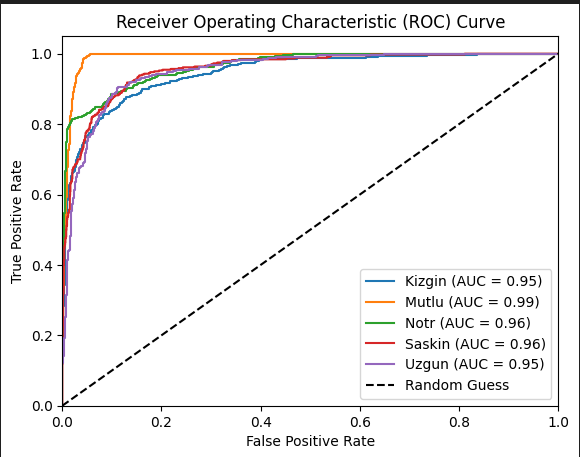 Receiver Operating Characteristic (ROC) Curve
1.0
0.8
0.6
0.4
0.2
0.0
True Positive Rate
Kizgin (AUC = 0.95)
Mutlu (AUC = 0.99)
Notr (AUC = 0.96)
Saskin (AUC = 0.96)
Uzgun (AUC = 0.95)
Random Guess
0.0 0.2 0.4 0.6 0.8 1.0
False Positive Rate